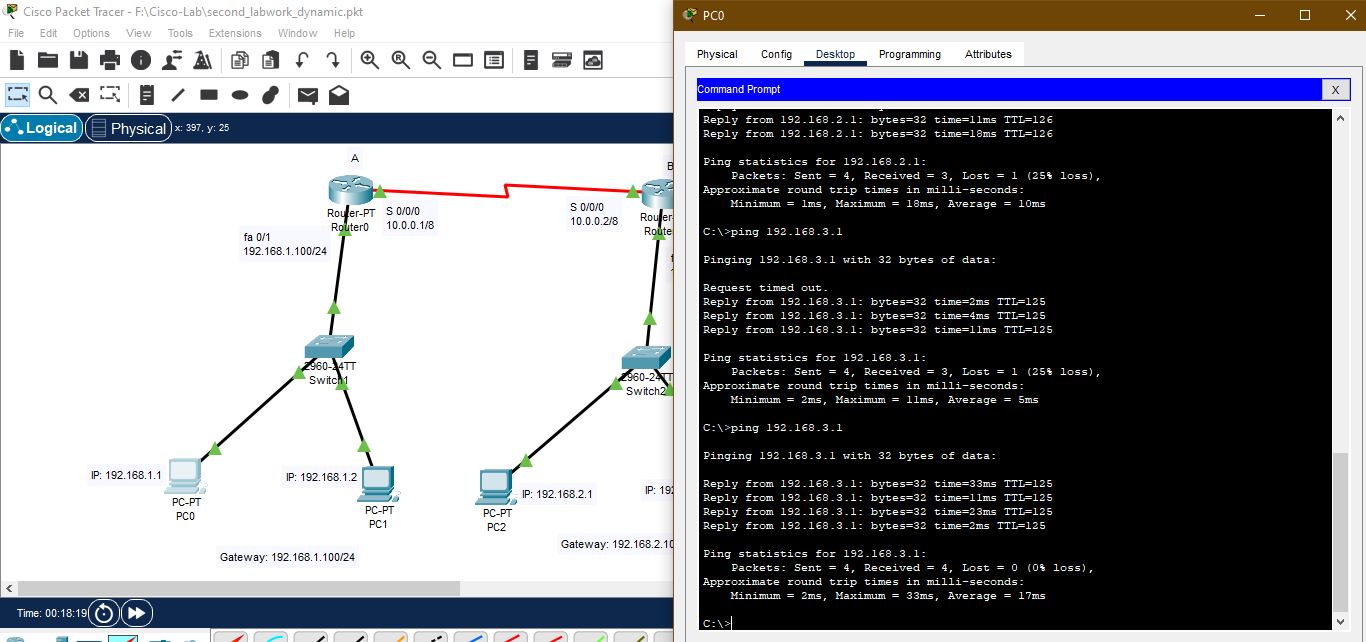 Cisco Packet Tracer - F:\Cisco-Lab\second_labwork_dynamic.pkt
File Edit Options View Tools Extensions Window Help
Logical
Physical
x: 397, y: 25
A
B
Router-PT
Router0
S 0/0/0
10.0.0.1/8
S 0/0/0
10.0.0.2/8
Router-
Route
fa 0/1
192.168.1.100/24
2960-24TT
Switch1
2960-24TT
Switch2
IP: 192.168.1.1
PC-PT
PC0
IP: 192.168.1.2
PC-PT
PC1
IP: 192.168.2.1
PC-PT
PC2
IP: 192
Gateway: 192.168.1.100/24
Gateway: 192.168.2.10
Time: 00:18:19
PC0
Physical Config Desktop Programming Attributes
Command Prompt
X
Reply from 192.168.2.1: bytes=32 time=11ms TTL=126
Reply from 192.168.2.1: bytes=32 time=18ms TTL=126
Ping statistics for 192.168.2.1:
Packets: Sent = 4, Received = 3, Lost = 1 (25% loss),
Approximate round trip times in milli-seconds:
Minimum = 1ms, Maximum = 18ms, Average = 10ms
C:\>ping 192.168.3.1
Pinging 192.168.3.1 with 32 bytes of data:
Request timed out.
Reply from 192.168.3.1: bytes=32 time=2ms TTL=125
Reply from 192.168.3.1: bytes=32 time=4ms TTL=125
Reply from 192.168.3.1: bytes=32 time=11ms TTL=125
Ping statistics for 192.168.3.1:
Packets: Sent = 4, Received = 3, Lost = 1 (25% loss),
Approximate round trip times in milli-seconds:
Minimum = 2ms, Maximum = 11ms, Average = 5ms
C:\>ping 192.168.3.1
Pinging 192.168.3.1 with 32 bytes of data:
Reply from 192.168.3.1: bytes=32 time=33ms TTL=125
Reply from 192.168.3.1: bytes=32 time=11ms TTL=125
Reply from 192.168.3.1: bytes=32 time=23ms TTL=125
Reply from 192.168.3.1: bytes=32 time=2ms TTL=125
Ping statistics for 192.168.3.1:
Packets: Sent = 4, Received = 4, Lost = 0 (0% loss),
Approximate round trip times in milli-seconds:
Minimum = 2ms, Maximum = 33ms, Average = 17ms
C:\>